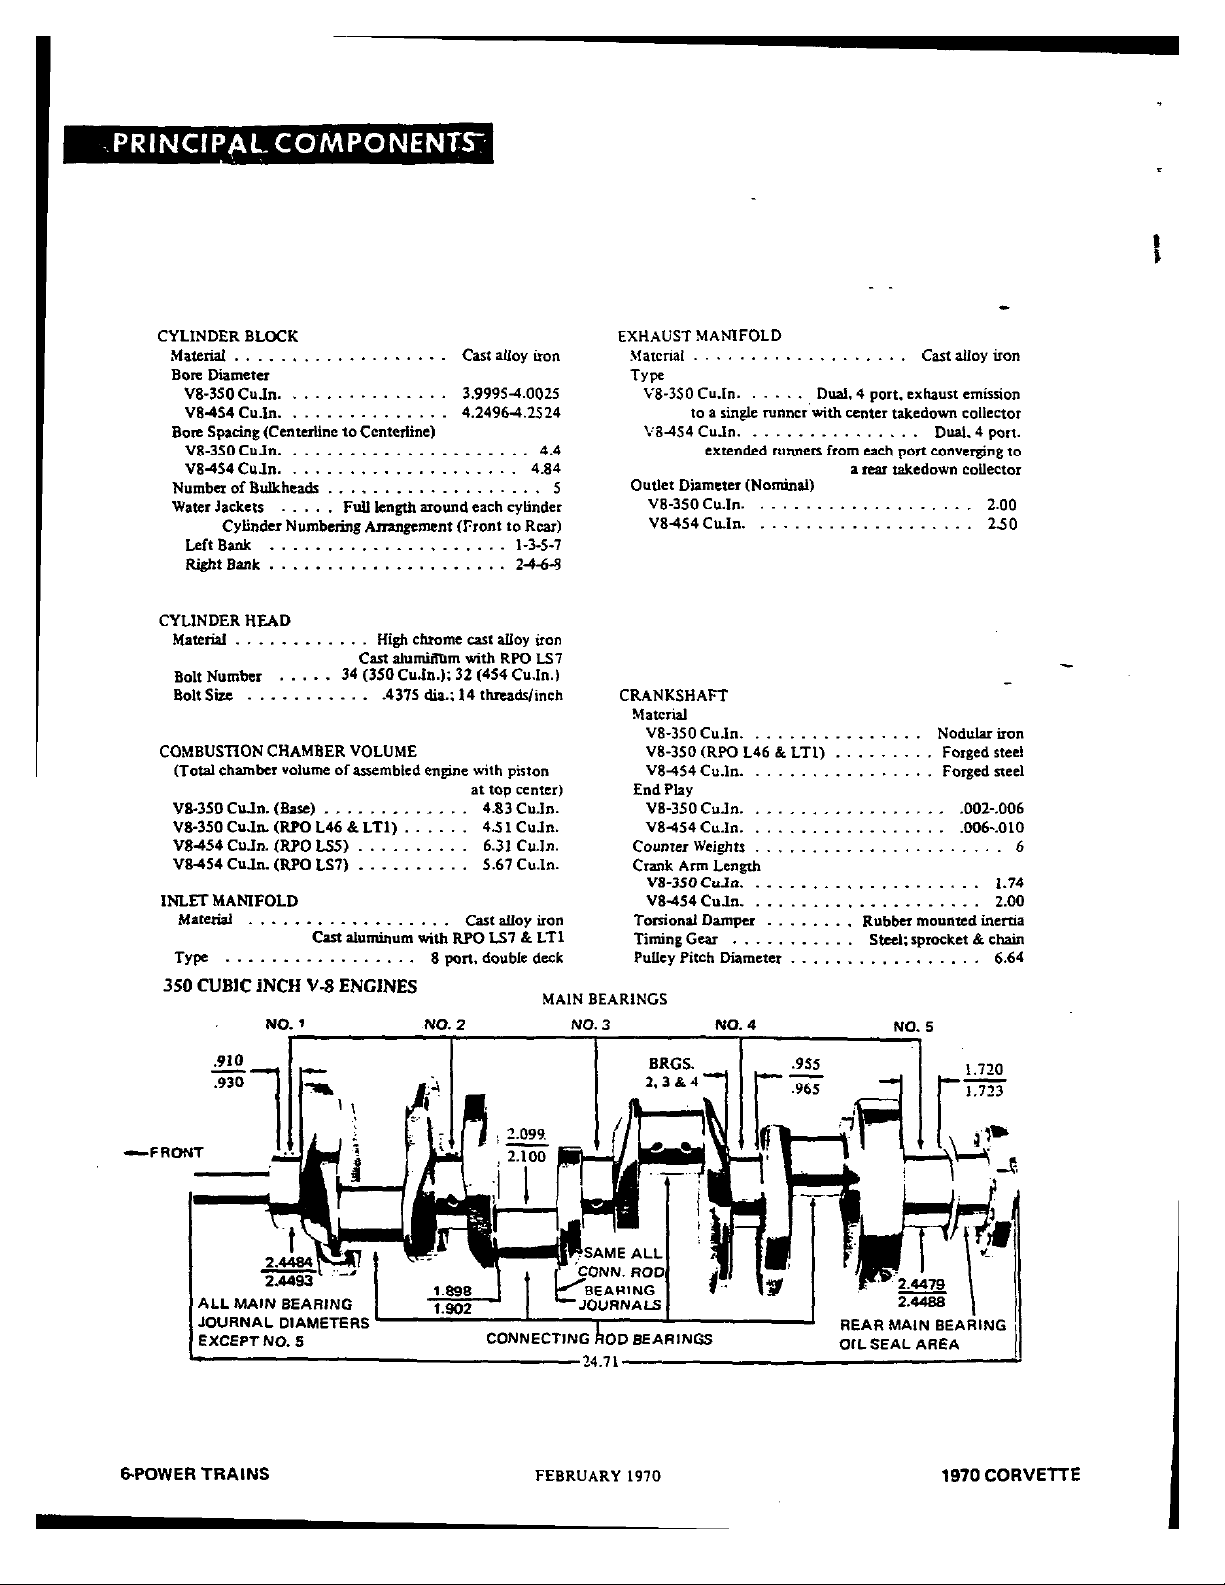 PRINCIPAL COMPONENTS
CYLINDER BLOCK
Material . . . . . . . . . . . . . . . . . . . Cast alloy iron
Bore Diameter
V8-350 Cu.In. . . . . . . . . . . . . . . . 3.9995-4.0025
V8-454 Cu.In. . . . . . . . . . . . . . . . 4.2496-4.2524
Bore Spacing (Centerline to Centerline)
V8-350 Cu.In. . . . . . . . . . . . . . . . . . . . . . 4.4
V8-454 Cu.In. . . . . . . . . . . . . . . . . . . . . 4.84
Number of Bulkheads . . . . . . . . . . . . . . . . . . . 5
Water Jackets . . . . . Full length around each cylinder
Cylinder Numbering Arrangement (Front to Rear)
Left Bank . . . . . . . . . . . . . . . . . . . . . 1-3-5-7
Right Bank . . . . . . . . . . . . . . . . . . . . . 2-4-6-8
CYLINDER HEAD
Material . . . . . . . . . . . . High chrome cast alloy iron
Cast aluminum with RPO LS7
Bolt Number . . . . . 34 (350 Cu.In.); 32 (454 Cu.In.)
Bolt Size . . . . . . . . . . . .4375 dia.; 14 threads/inch
COMBUSTION CHAMBER VOLUME
(Total chamber volume of assembled engine with piston
at top center)
V8-350 Cu.In. (Base) . . . . . . . . . . . . . 4.83 Cu.In.
V8-350 Cu.In. (RPO L46 & LT1) . . . . . . 4.51 Cu.In.
V8-454 Cu.In. (RPO LS5) . . . . . . . . . . 6.31 Cu.In.
V8-454 Cu.In. (RPO LS7) . . . . . . . . . . 5.67 Cu.In.
INLET MANIFOLD
Material . . . . . . . . . . . . . . . . . . Cast alloy iron
Cast aluminum with RPO LS7 & LT1
Type . . . . . . . . . . . . . . . . . 8 port, double deck
EXHAUST MANIFOLD
Material . . . . . . . . . . . . . . . . . . . Cast alloy iron
Type
V8-350 Cu.In. . . . . . . Dual, 4 port, exhaust emission
to a single runner with center takedown collector
V8-454 Cu.In. . . . . . . . . . . . . . . . Dual, 4 port.
extended runners from each port converging to
a rear takedown collector
Outlet Diameter (Nominal)
V8-350 Cu.In. . . . . . . . . . . . . . . . . . . . 2.00
V8-454 Cu.In. . . . . . . . . . . . . . . . . . . . 2.50
CRANKSHAFT
Material
V8-350 Cu.In. . . . . . . . . . . . . . . . Nodular iron
V8-350 (RPO L46 & LT1) . . . . . . . . . Forged steel
V8-454 Cu.In. . . . . . . . . . . . . . . . . Forged steel
End Play
V8-350 Cu.In. . . . . . . . . . . . . . . . . . .002-.006
V8-454 Cu.In. . . . . . . . . . . . . . . . . . .006-.010
Counter Weights . . . . . . . . . . . . . . . . . . . . . . 6
Crank Arm Length
V8-350 Cu.In. . . . . . . . . . . . . . . . . . . . . 1.74
V8-454 Cu.In. . . . . . . . . . . . . . . . . . . . . 2.00
Torsional Damper . . . . . . . . Rubber mounted inertia
Timing Gear . . . . . . . . . . . Steel; sprocket & chain
Pulley Pitch Diameter . . . . . . . . . . . . . . . . . 6.64
350 CUBIC INCH V-8 ENGINES
MAIN BEARINGS
NO. 1 NO. 2 NO. 3 NO. 4 NO. 5
.910
.930
BRGS.
2, 3 & 4
.955
.965
1.720
1.723
FRONT
2.099
2.100
2.4484
2.4493
ALL MAIN BEARING
JOURNAL DIAMETERS
EXCEPT NO. 5
1.898
1.902
SAME ALL
CONN. ROD
BEARING
JOURNALS
CONNECTING ROD BEARINGS
2.4479
2.4488
REAR MAIN BEARING
OIL SEAL AREA
24.71
6-POWER TRAINS FEBRUARY 1970 1970 CORVETTE